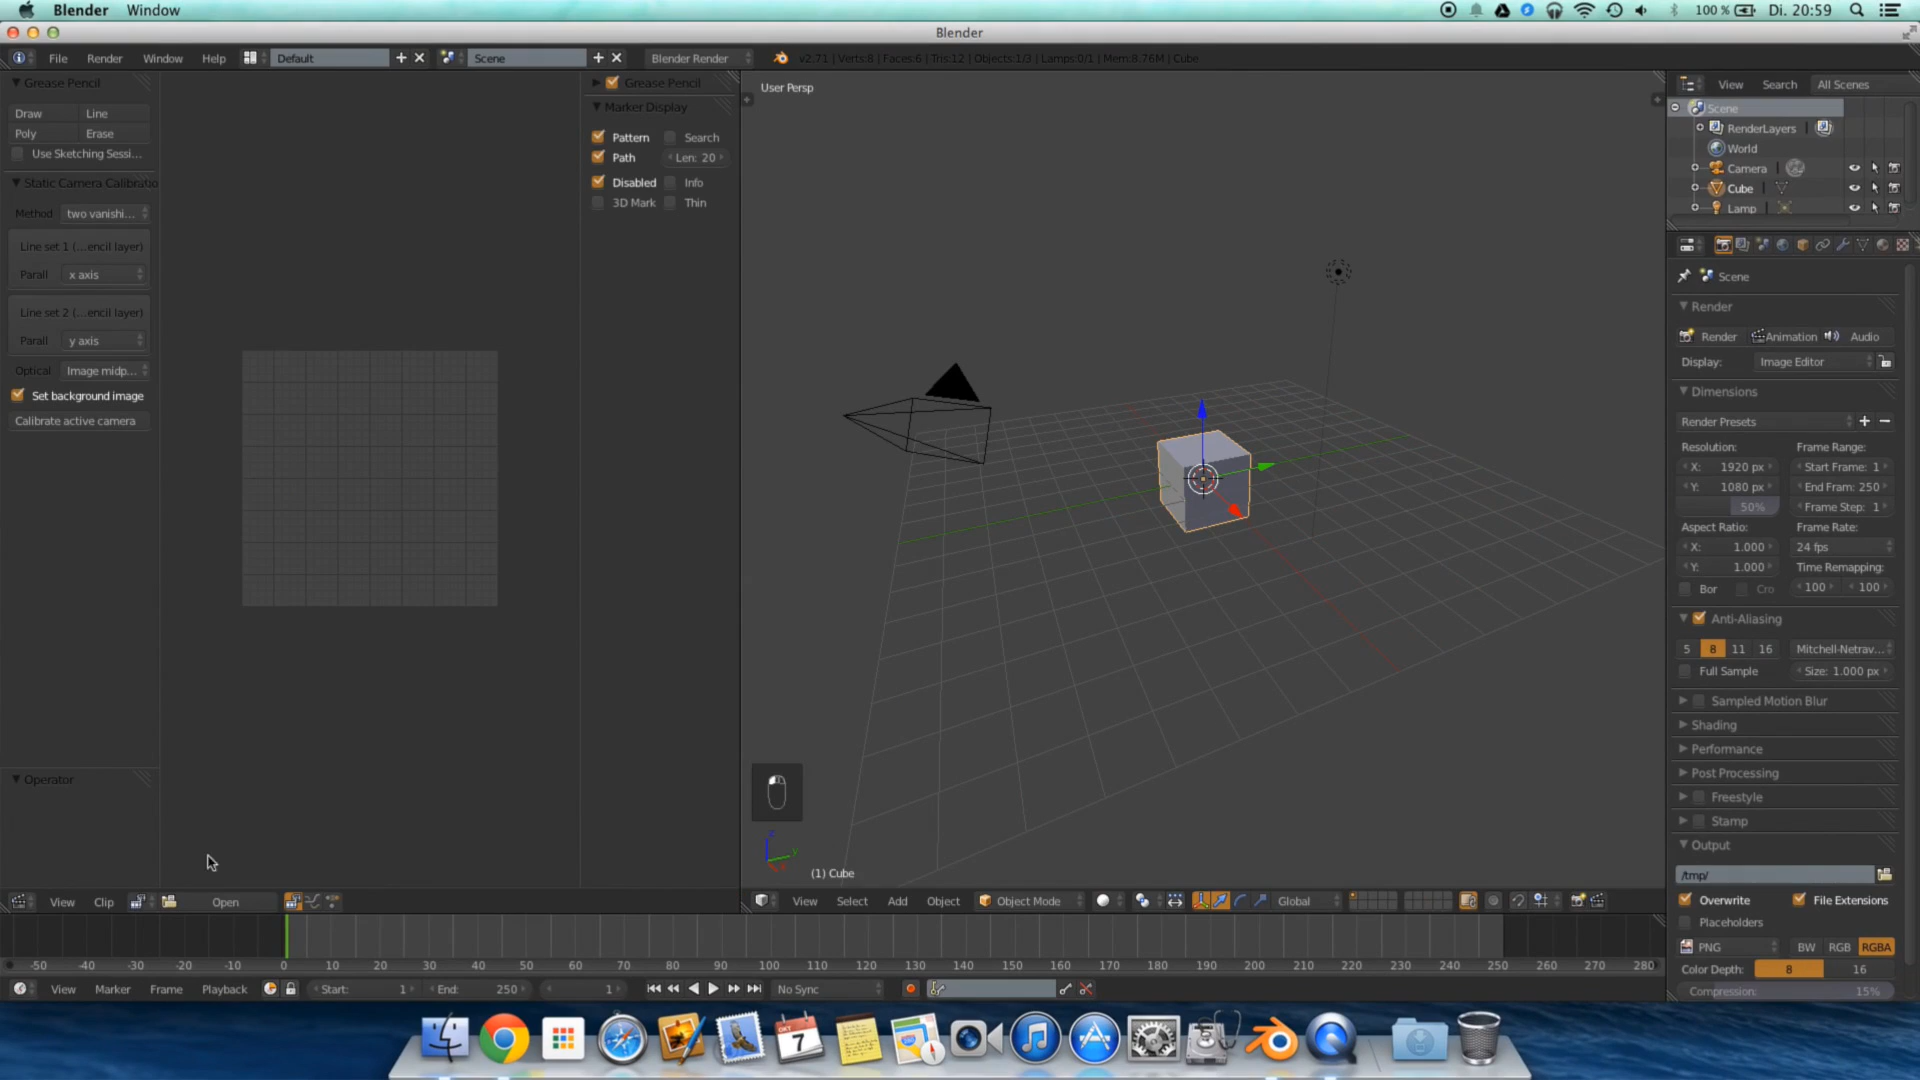 Blender Window 100 % Di. 20:59
Blender
File Render Window Help Default Scene Blender Render v2.71 | Verts:8 | Faces:6 | Tris:12 | Objects:1/3 | Lamps:0/1 | Mem:8.76M | Cube
Grease Pencil
Draw Line
Poly Erase
Use Sketching Sessi...
Static Camera Calibratio
Method two vanishi...
Line set 1 (...encil layer)
Parall x axis
Line set 2 (...encil layer)
Parall y axis
Optical Image midp...
Set background image
Calibrate active camera
Operator
View Clip Open
Grease Pencil
Marker Display
Pattern Search
Path Len: 20
Disabled Info
3D Mark Thin
User Persp
(1) Cube
View Select Add Object Object Mode Global
View Search All Scenes
Scene
RenderLayers
World
Camera
Cube
Lamp
Scene
Render
Render Animation Audio
Display: Image Editor
Dimensions
Render Presets
Resolution: Frame Range:
X: 1920 px Start Frame: 1
Y: 1080 px End Fram: 250
50% Frame Step: 1
Aspect Ratio: Frame Rate:
X: 1.000 24 fps
Y: 1.000 Time Remapping:
Bor Cro 100 100
Anti-Aliasing
5 8 11 16 Mitchell-Netrav...
Full Sample Size: 1.000 px
Sampled Motion Blur
Shading
Performance
Post Processing
Freestyle
Stamp
Output
/tmp/
Overwrite File Extensions
Placeholders
PNG BW RGB RGBA
Color Depth: 8 16
Compression: 15%
-50 -40 -30 -20 -10 0 10 20 30 40 50 60 70 80 90 100 110 120 130 140 150 160 170 180 190 200 210 220 230 240 250 260 270 280
View Marker Frame Playback Start: 1 End: 250 1 No Sync
OKT
7